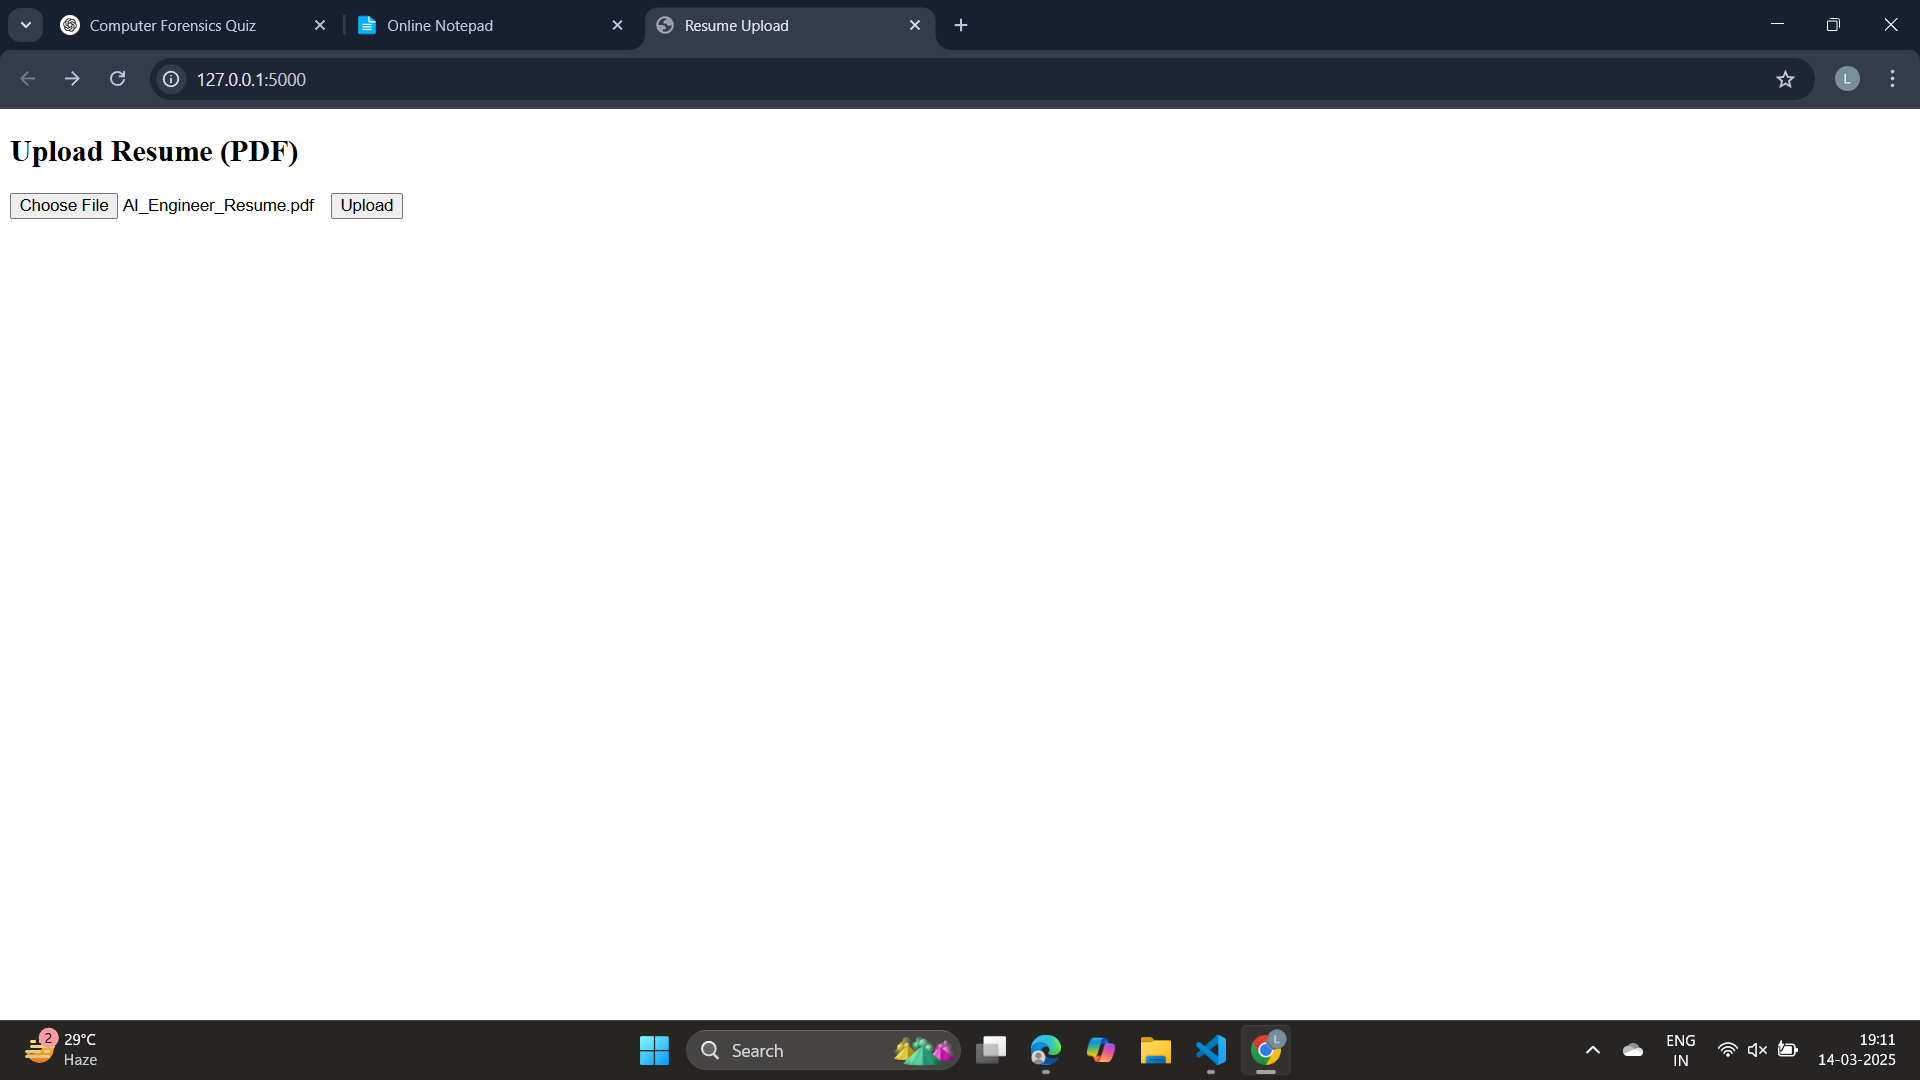 Computer Forensics Quiz
Online Notepad
Resume Upload
127.0.0.1:5000
L
Upload Resume (PDF)
Choose File AI_Engineer_Resume.pdf Upload
2
29°C
Haze
Search
L
ENG
IN
19:11
14-03-2025